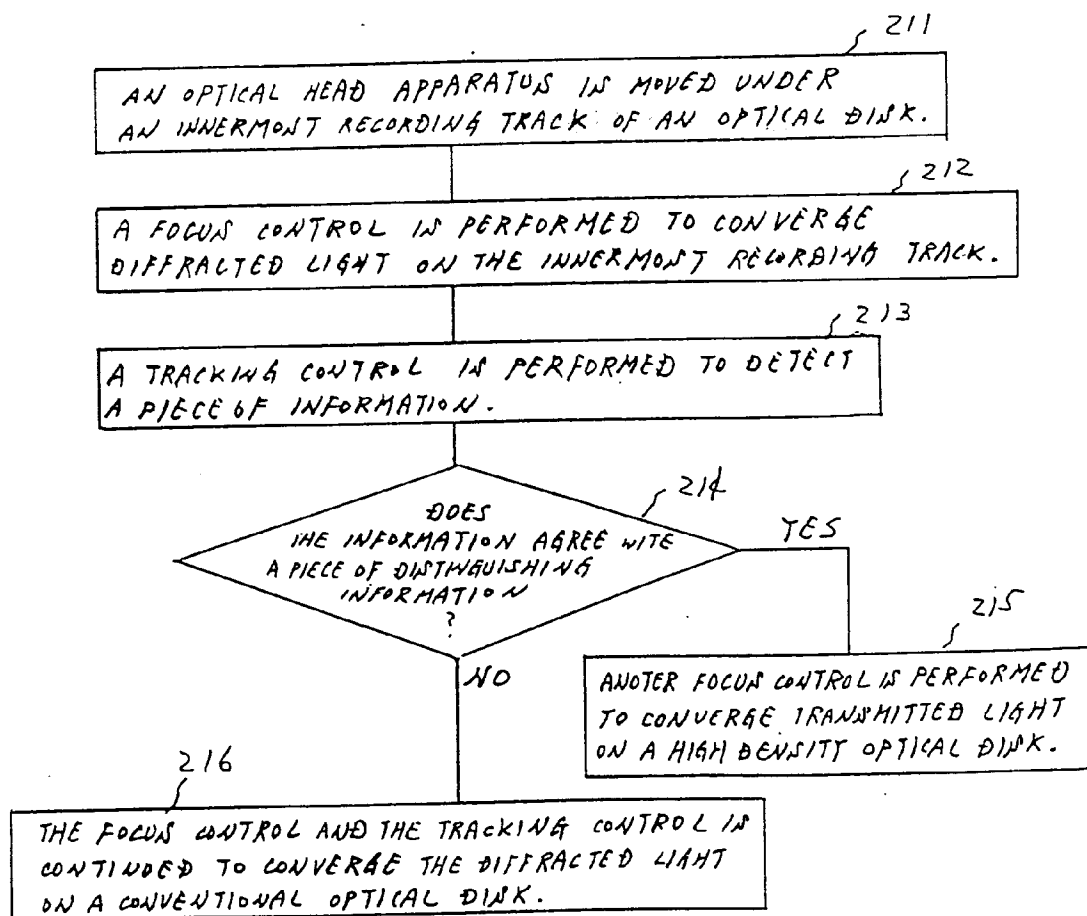 211
AN OPTICAL HEAD APPARATUS IS MOVED UNDER
AN INNERMOST RECORDING TRACK OF AN OPTICAL DISK.
212
A FOCUS CONTROL IS PERFORMED TO CONVERGE
DIFFRACTED LIGHT ON THE INNERMOST RECORDING TRACK.
213
A TRACKING CONTROL IS PERFORMED TO DETECT
A PIECE OF INFORMATION.
214
DOES
THE INFORMATION AGREE WITE
A PIECE OF DISTINGUISHING
INFORMATION
?
YES
NO
215
ANOTER FOCUS CONTROL IS PERFORMED
TO CONVERGE TRANSMITTED LIGHT
ON A HIGH DENSITY OPTICAL DISK.
216
THE FOCUS CONTROL AND THE TRACKING CONTROL IS
CONTINUED TO CONVERGE THE DIFFRACTED LIGHT
ON A CONVENTIONAL OPTICAL DISK.